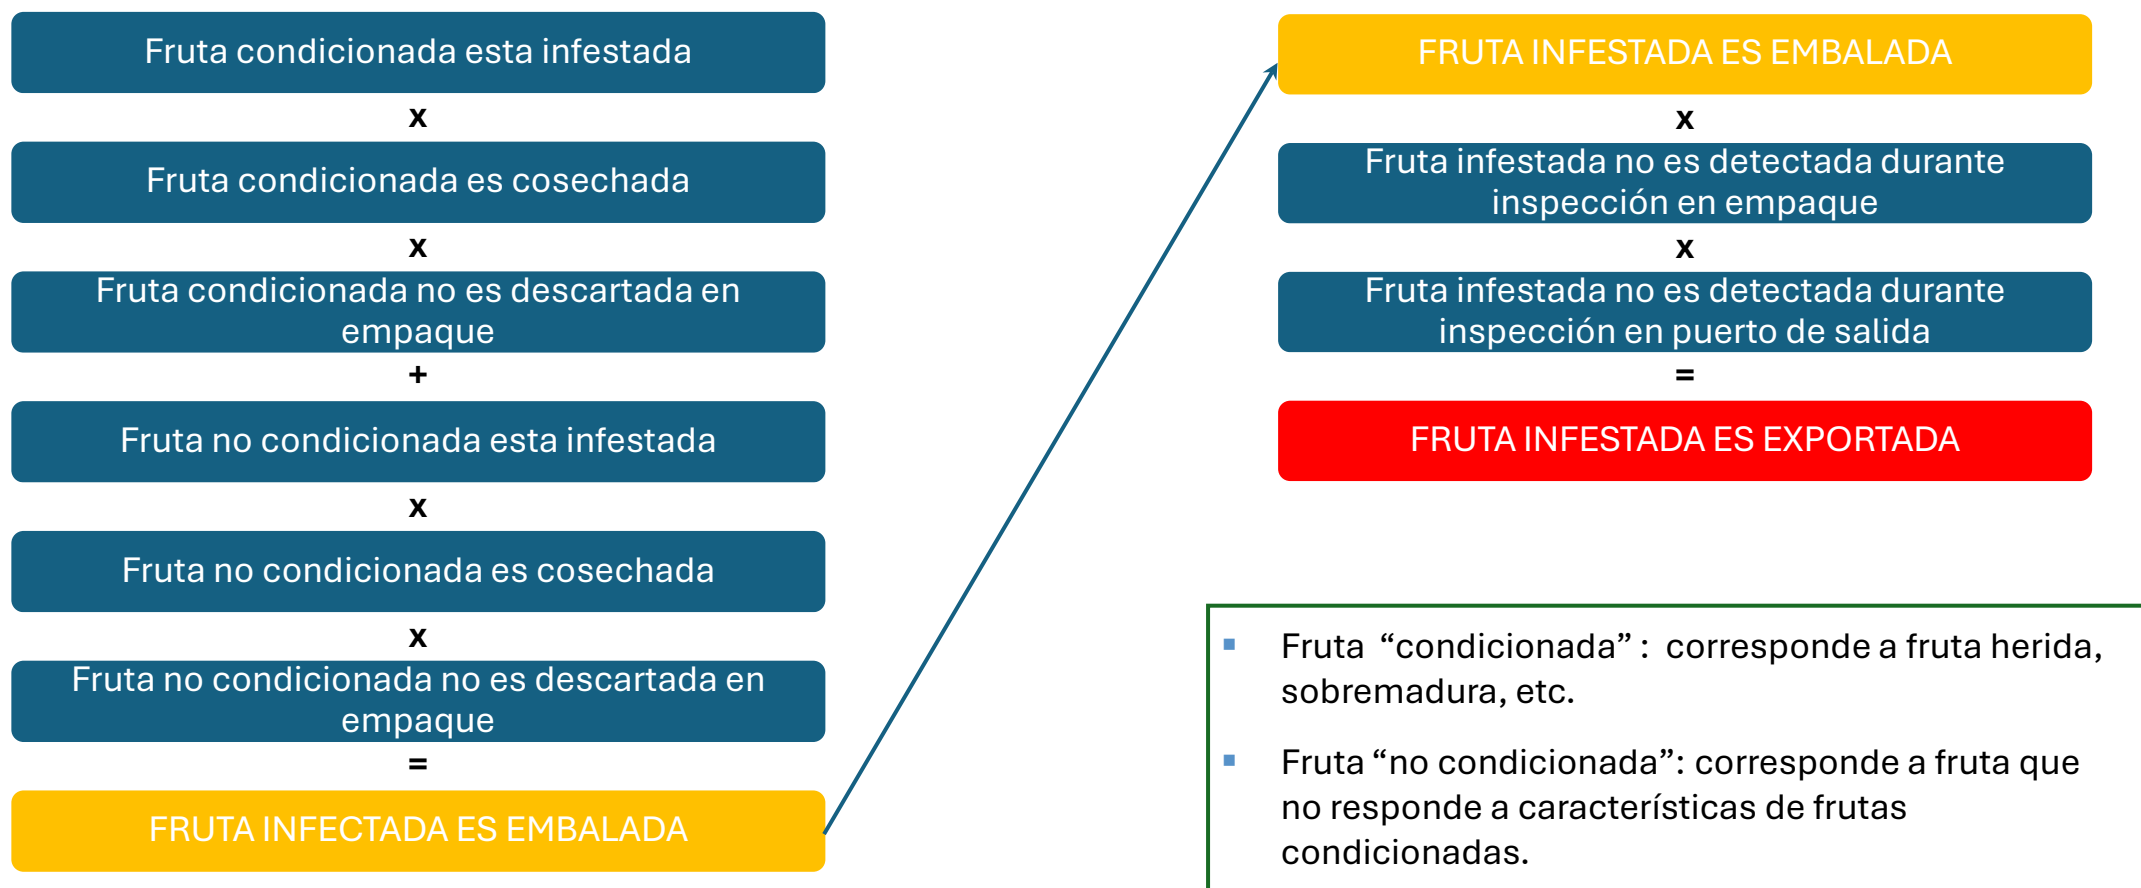 Fruta condicionada esta infestada
x
Fruta condicionada es cosechada
x
Fruta condicionada no es descartada en
empaque
+
Fruta no condicionada esta infestada
x
Fruta no condicionada es cosechada
x
Fruta no condicionada no es descartada en
empaque
=
FRUTA INFECTADA ES EMBALADA
FRUTA INFESTADA ES EMBALADA
x
Fruta infestada no es detectada durante
inspección en empaque
x
Fruta infestada no es detectada durante
inspección en puerto de salida
=
FRUTA INFESTADA ES EXPORTADA
▪ Fruta “condicionada” : corresponde a fruta herida,
sobremadura, etc.
▪ Fruta “no condicionada”: corresponde a fruta que
no responde a características de frutas
condicionadas.